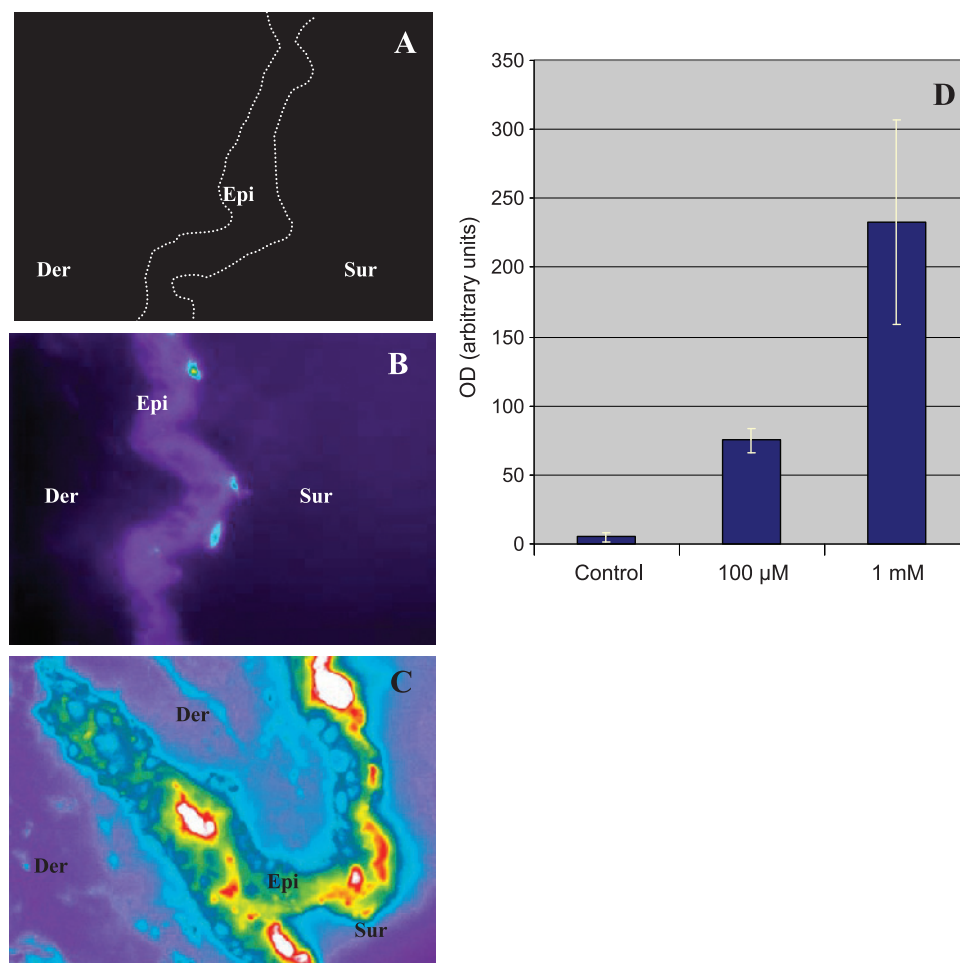 A
Epi
Der
Sur
B
Epi
Der
Sur
C
Der
Der
Epi
Sur
D
350
300
250
200
150
100
50
0
OD (arbitrary units)
Control
100 µM
1 mM